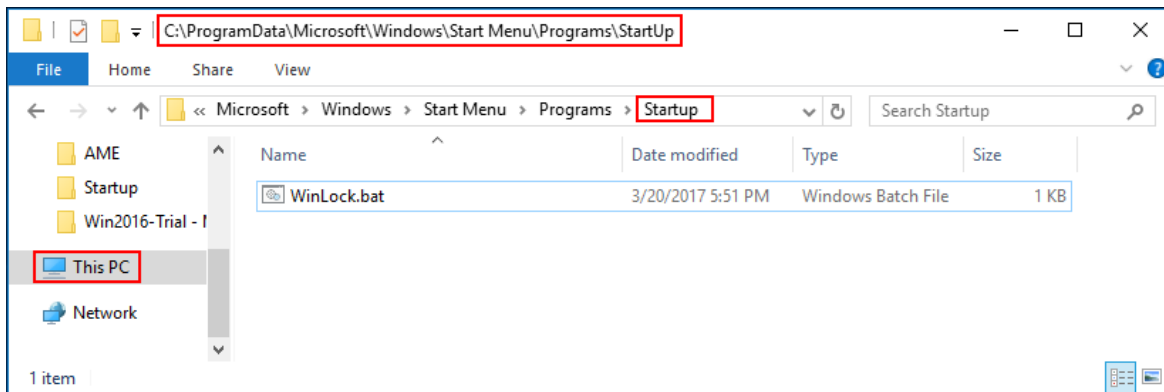 C:\ProgramData\Microsoft\Windows\Start Menu\Programs\StartUp
File Home Share View
« Microsoft > Windows > Start Menu > Programs > Startup Search Startup
AME
Startup
Win2016-Trial -
This PC
Network
Name Date modified Type Size
WinLock.bat 3/20/2017 5:51 PM Windows Batch File 1 KB
1 item